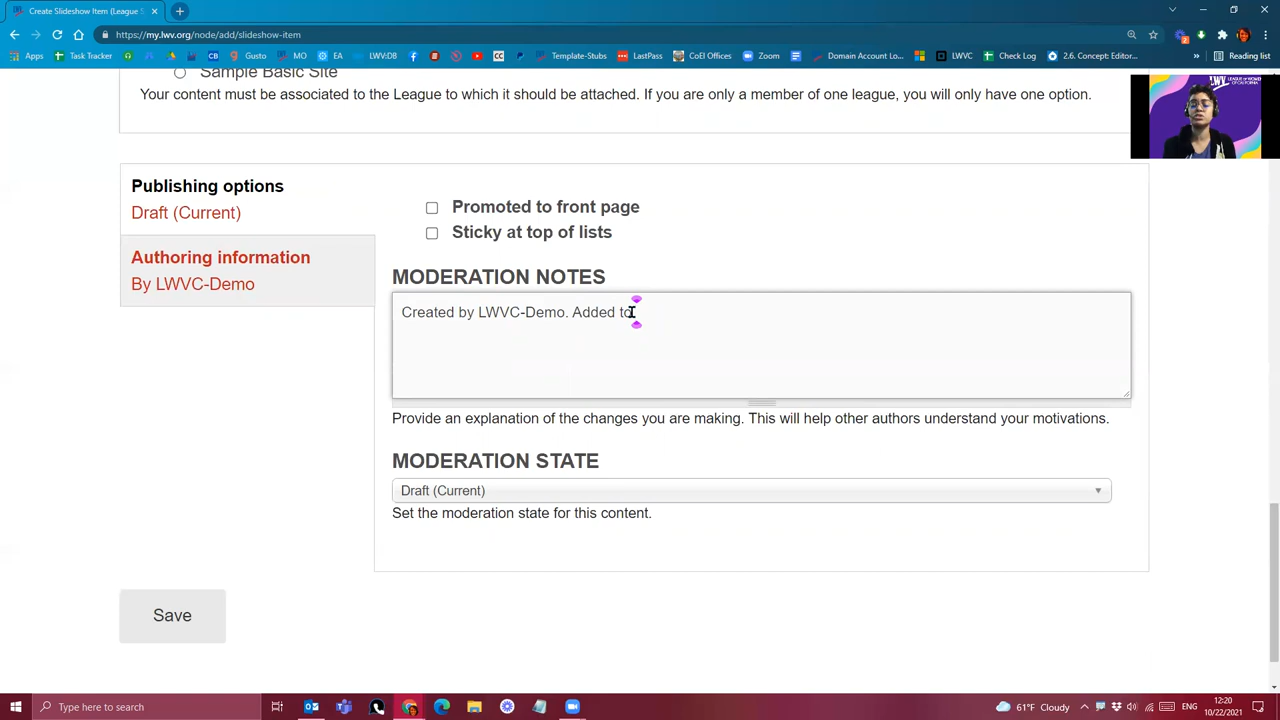 Create Slideshow Item (League S
https://my.lwv.org/node/add/slideshow-item
Apps Task Tracker CB Gusto MO EA LWV:DB CC Template-Stubs LastPass CoEI Offices Zoom Domain Account Lo... LWVC Check Log 2.6. Concept: Editor... » Reading list
Sample Basic Site
Your content must be associated to the League to which it should be attached. If you are only a member of one league, you will only have one option.
LWV
Publishing options
Draft (Current)
Authoring information
By LWVC-Demo
Promoted to front page
Sticky at top of lists
MODERATION NOTES
Created by LWVC-Demo. Added to
Provide an explanation of the changes you are making. This will help other authors understand your motivations.
MODERATION STATE
Draft (Current)
Set the moderation state for this content.
Save
Type here to search
61°F Cloudy
ENG
12:20
10/22/2021